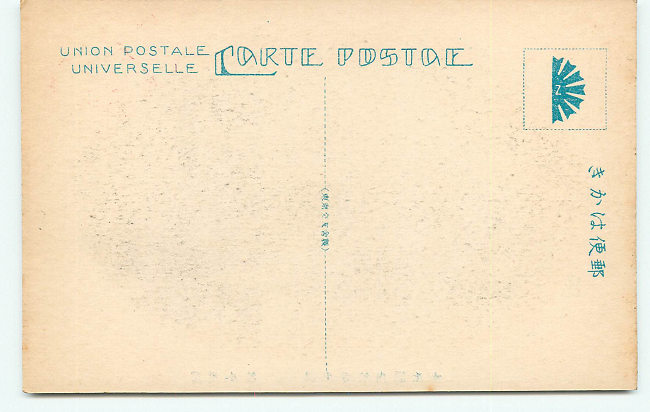 UNION POSTALE
UNIVERSELLE
CARTE POSTALE
郵便はかき